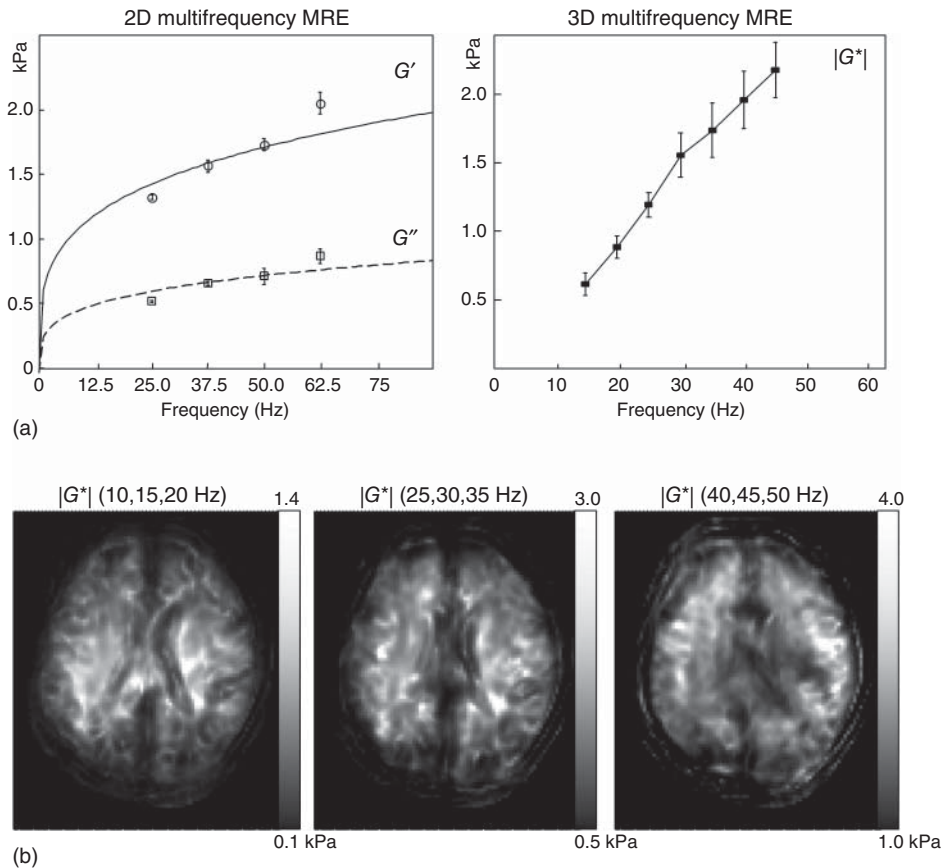 2D multifrequency MRE
3D multifrequency MRE
kPa
2.0
1.5
1.0
0.5
0
G′
G″
0 12.5 25.0 37.5 50.0 62.5 75
Frequency (Hz)
kPa
2.0
1.5
1.0
0.5
|G*|
0 10 20 30 40 50 60
Frequency (Hz)
(a)
|G*| (10,15,20 Hz) 1.4
|G*| (25,30,35 Hz) 3.0
|G*| (40,45,50 Hz) 4.0
0.1 kPa
0.5 kPa
1.0 kPa
(b)